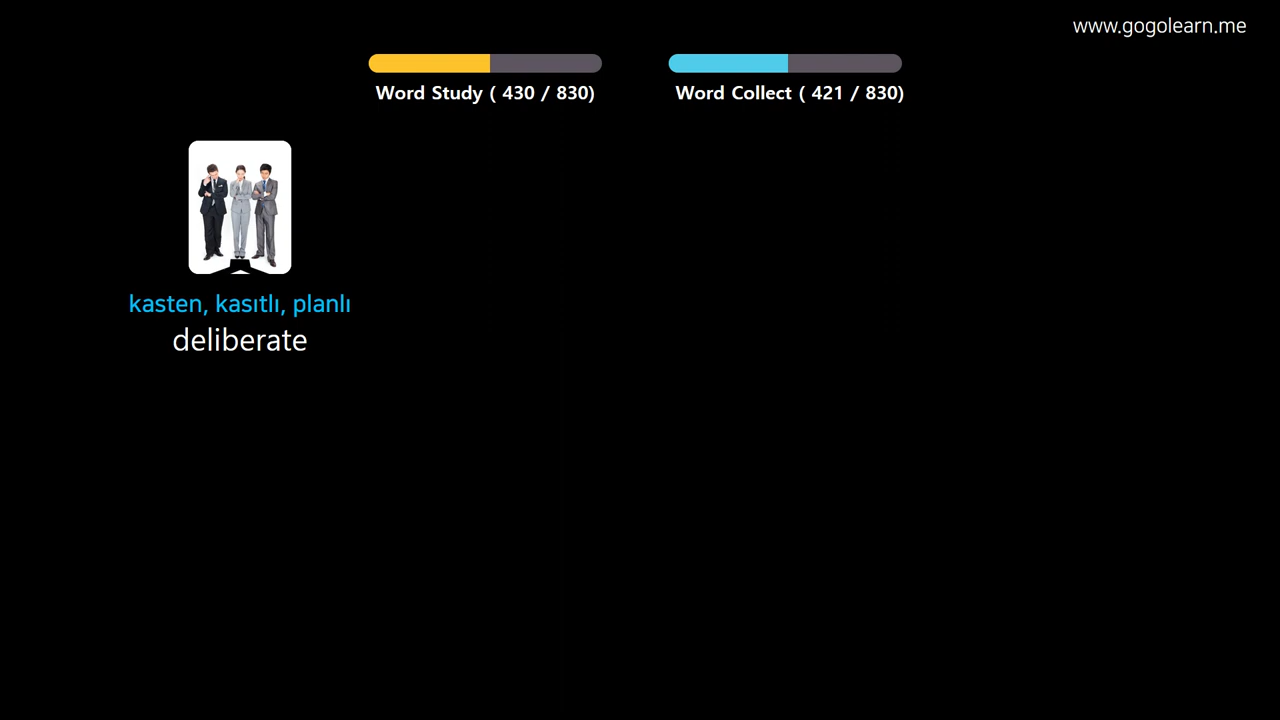 www.gogolearn.me
Word Study ( 430 / 830)
Word Collect ( 421 / 830)
kasten, kasıtlı, planlı
deliberate